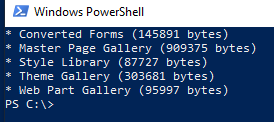 Windows PowerShell
* Converted Forms (145891 bytes)
* Master Page Gallery (909375 bytes)
* Style Library (87727 bytes)
* Theme Gallery (303681 bytes)
* Web Part Gallery (95997 bytes)
PS C:\>